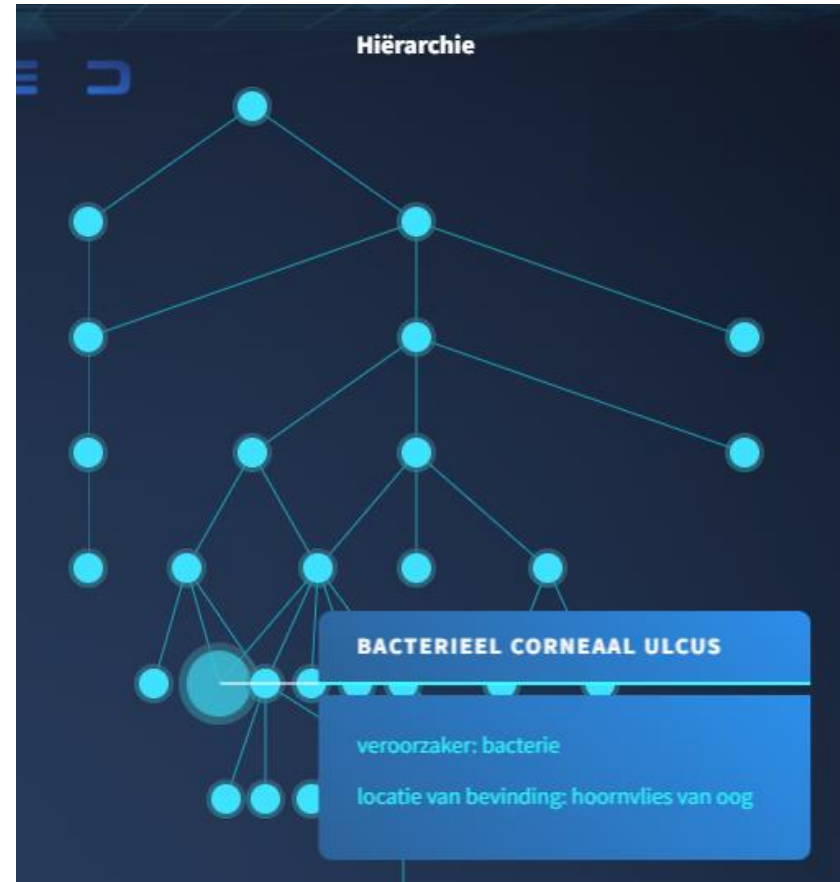 Hiërarchie
BACTERIEEL CORNEAAL ULCUS
veroorzaker: bacterie
locatie van bevinding: hoornvlies van oog